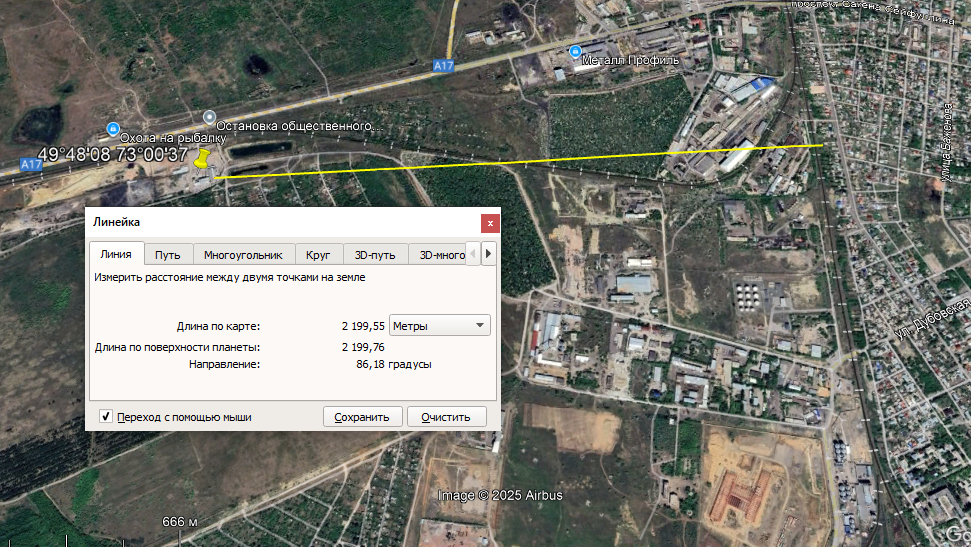 проспект Сакена Сейфуллина
A17
Металл Профиль
Остановка общественного...
Охота на рыбалку
49°48'08 73°00'37
A17
улица Баженова
Линейка
x
Линия Путь Многоугольник Круг 3D-путь 3D-много
Измерить расстояние между двумя точками на земле
Длина по карте: 2 199,55 Метры
Длина по поверхности планеты: 2 199,76
Направление: 86,18 градусы
Переход с помощью мыши Сохранить Очистить
ул. Дубовская
Image © 2025 Airbus
666 м
Go